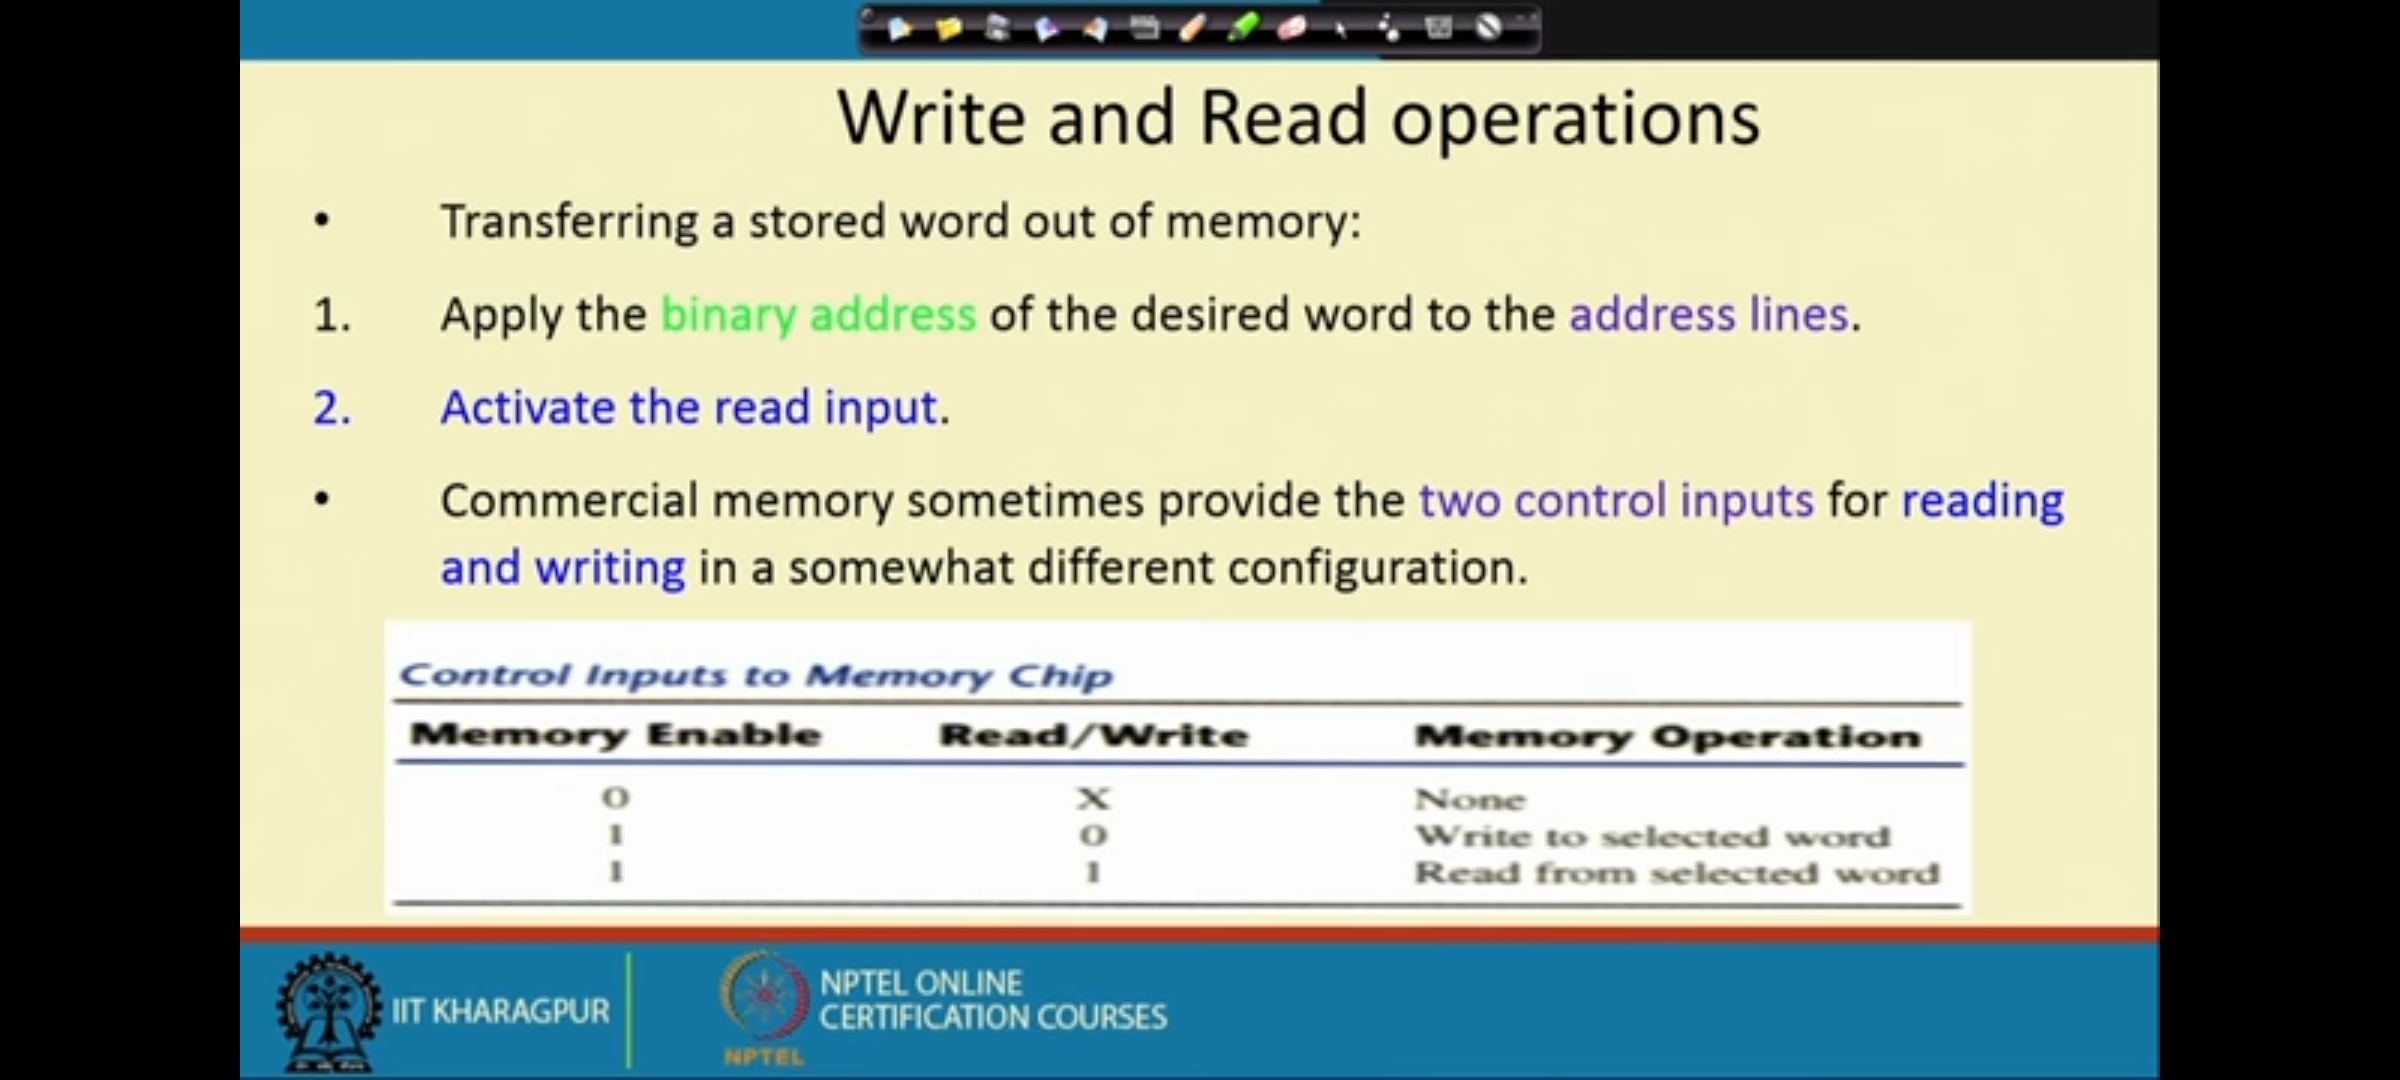 Write and Read operations
• Transferring a stored word out of memory:
1. Apply the binary address of the desired word to the address lines.
2. Activate the read input.
• Commercial memory sometimes provide the two control inputs for reading
and writing in a somewhat different configuration.
Control Inputs to Memory Chip
Memory Enable Read/Write Memory Operation
0 X None
1 0 Write to selected word
1 1 Read from selected word
IIT KHARAGPUR
NPTEL
NPTEL ONLINE
CERTIFICATION COURSES